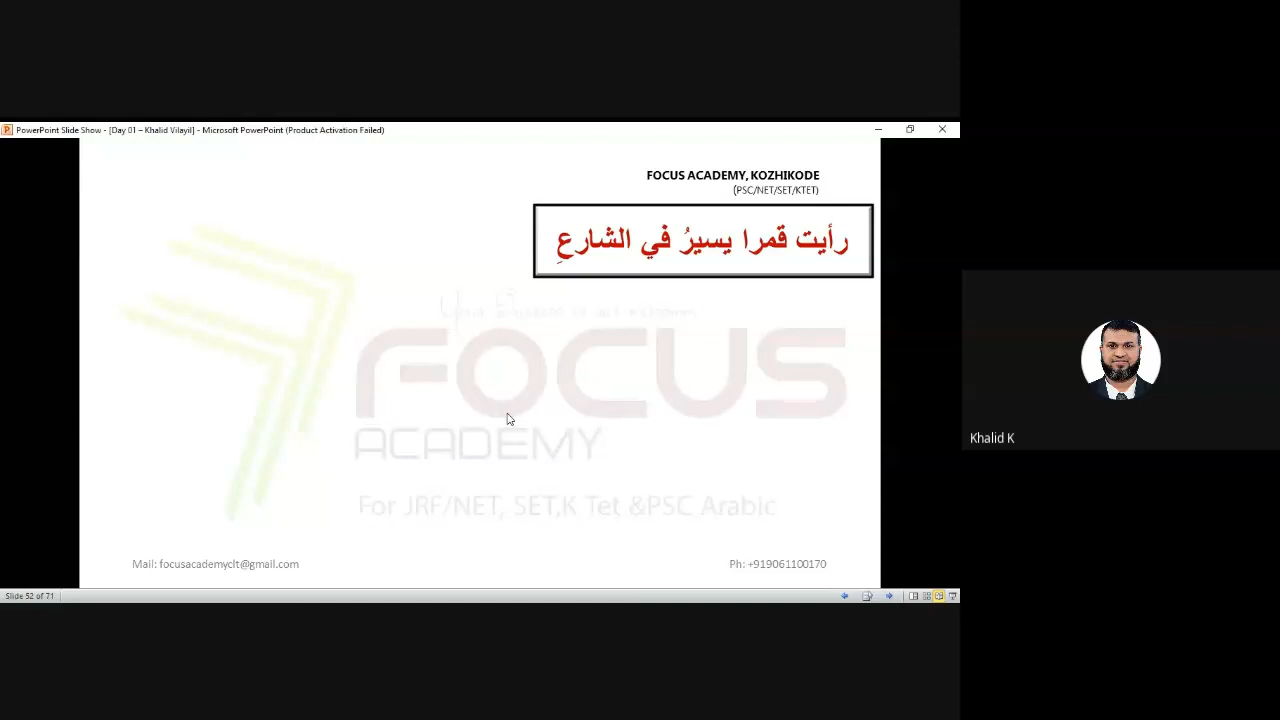 PowerPoint Slide Show - [Day 01 – Khalid Vilayil] - Microsoft PowerPoint (Product Activation Failed)
FOCUS ACADEMY, KOZHIKODE
(PSC/NET/SET/KTET)
رأيت قمرا يسيرُ في الشارعِ
FOCUS
ACADEMY
For JRF/NET, SET,K Tet &PSC Arabic
Mail: focusacademyclt@gmail.com
Ph: +919061100170
Slide 52 of 71
Khalid K